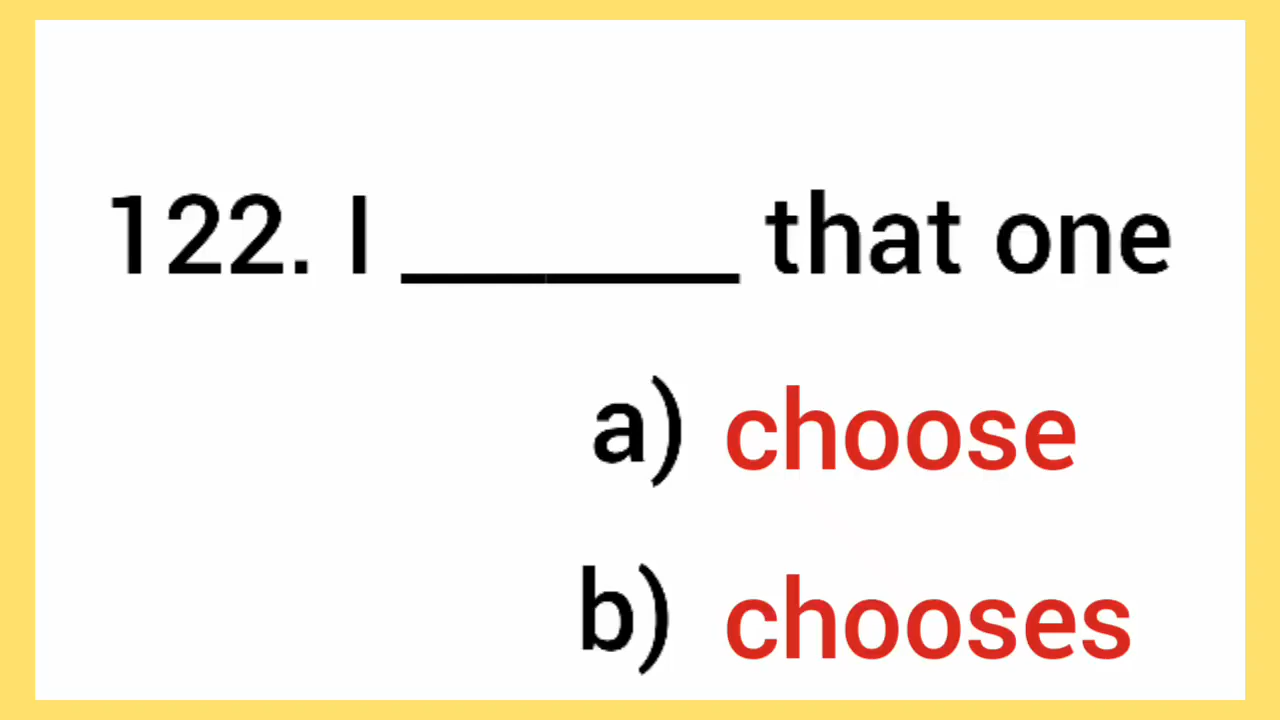 122. I ______ that one
a) choose
b) chooses